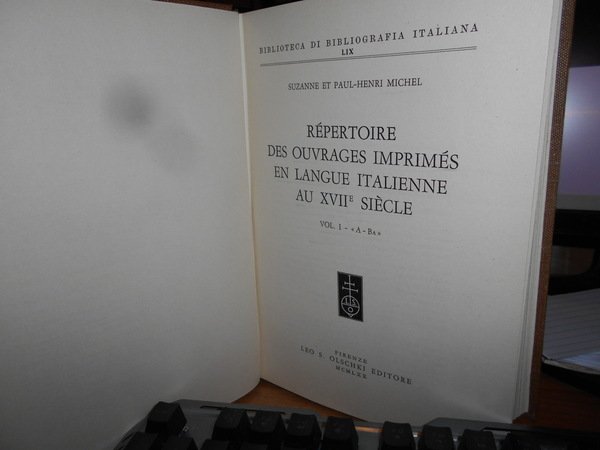 BIBLIOTECA DI BIBLIOGRAFIA ITALIANA
LIX
SUZANNE ET PAUL-HENRI MICHEL
RÉPERTOIRE
DES OUVRAGES IMPRIMÉS
EN LANGUE ITALIENNE
AU XVIIE SIÈCLE
VOL. I - «A-BA»
FIRENZE
LEO S. OLSCHKI EDITORE
MCMLXX